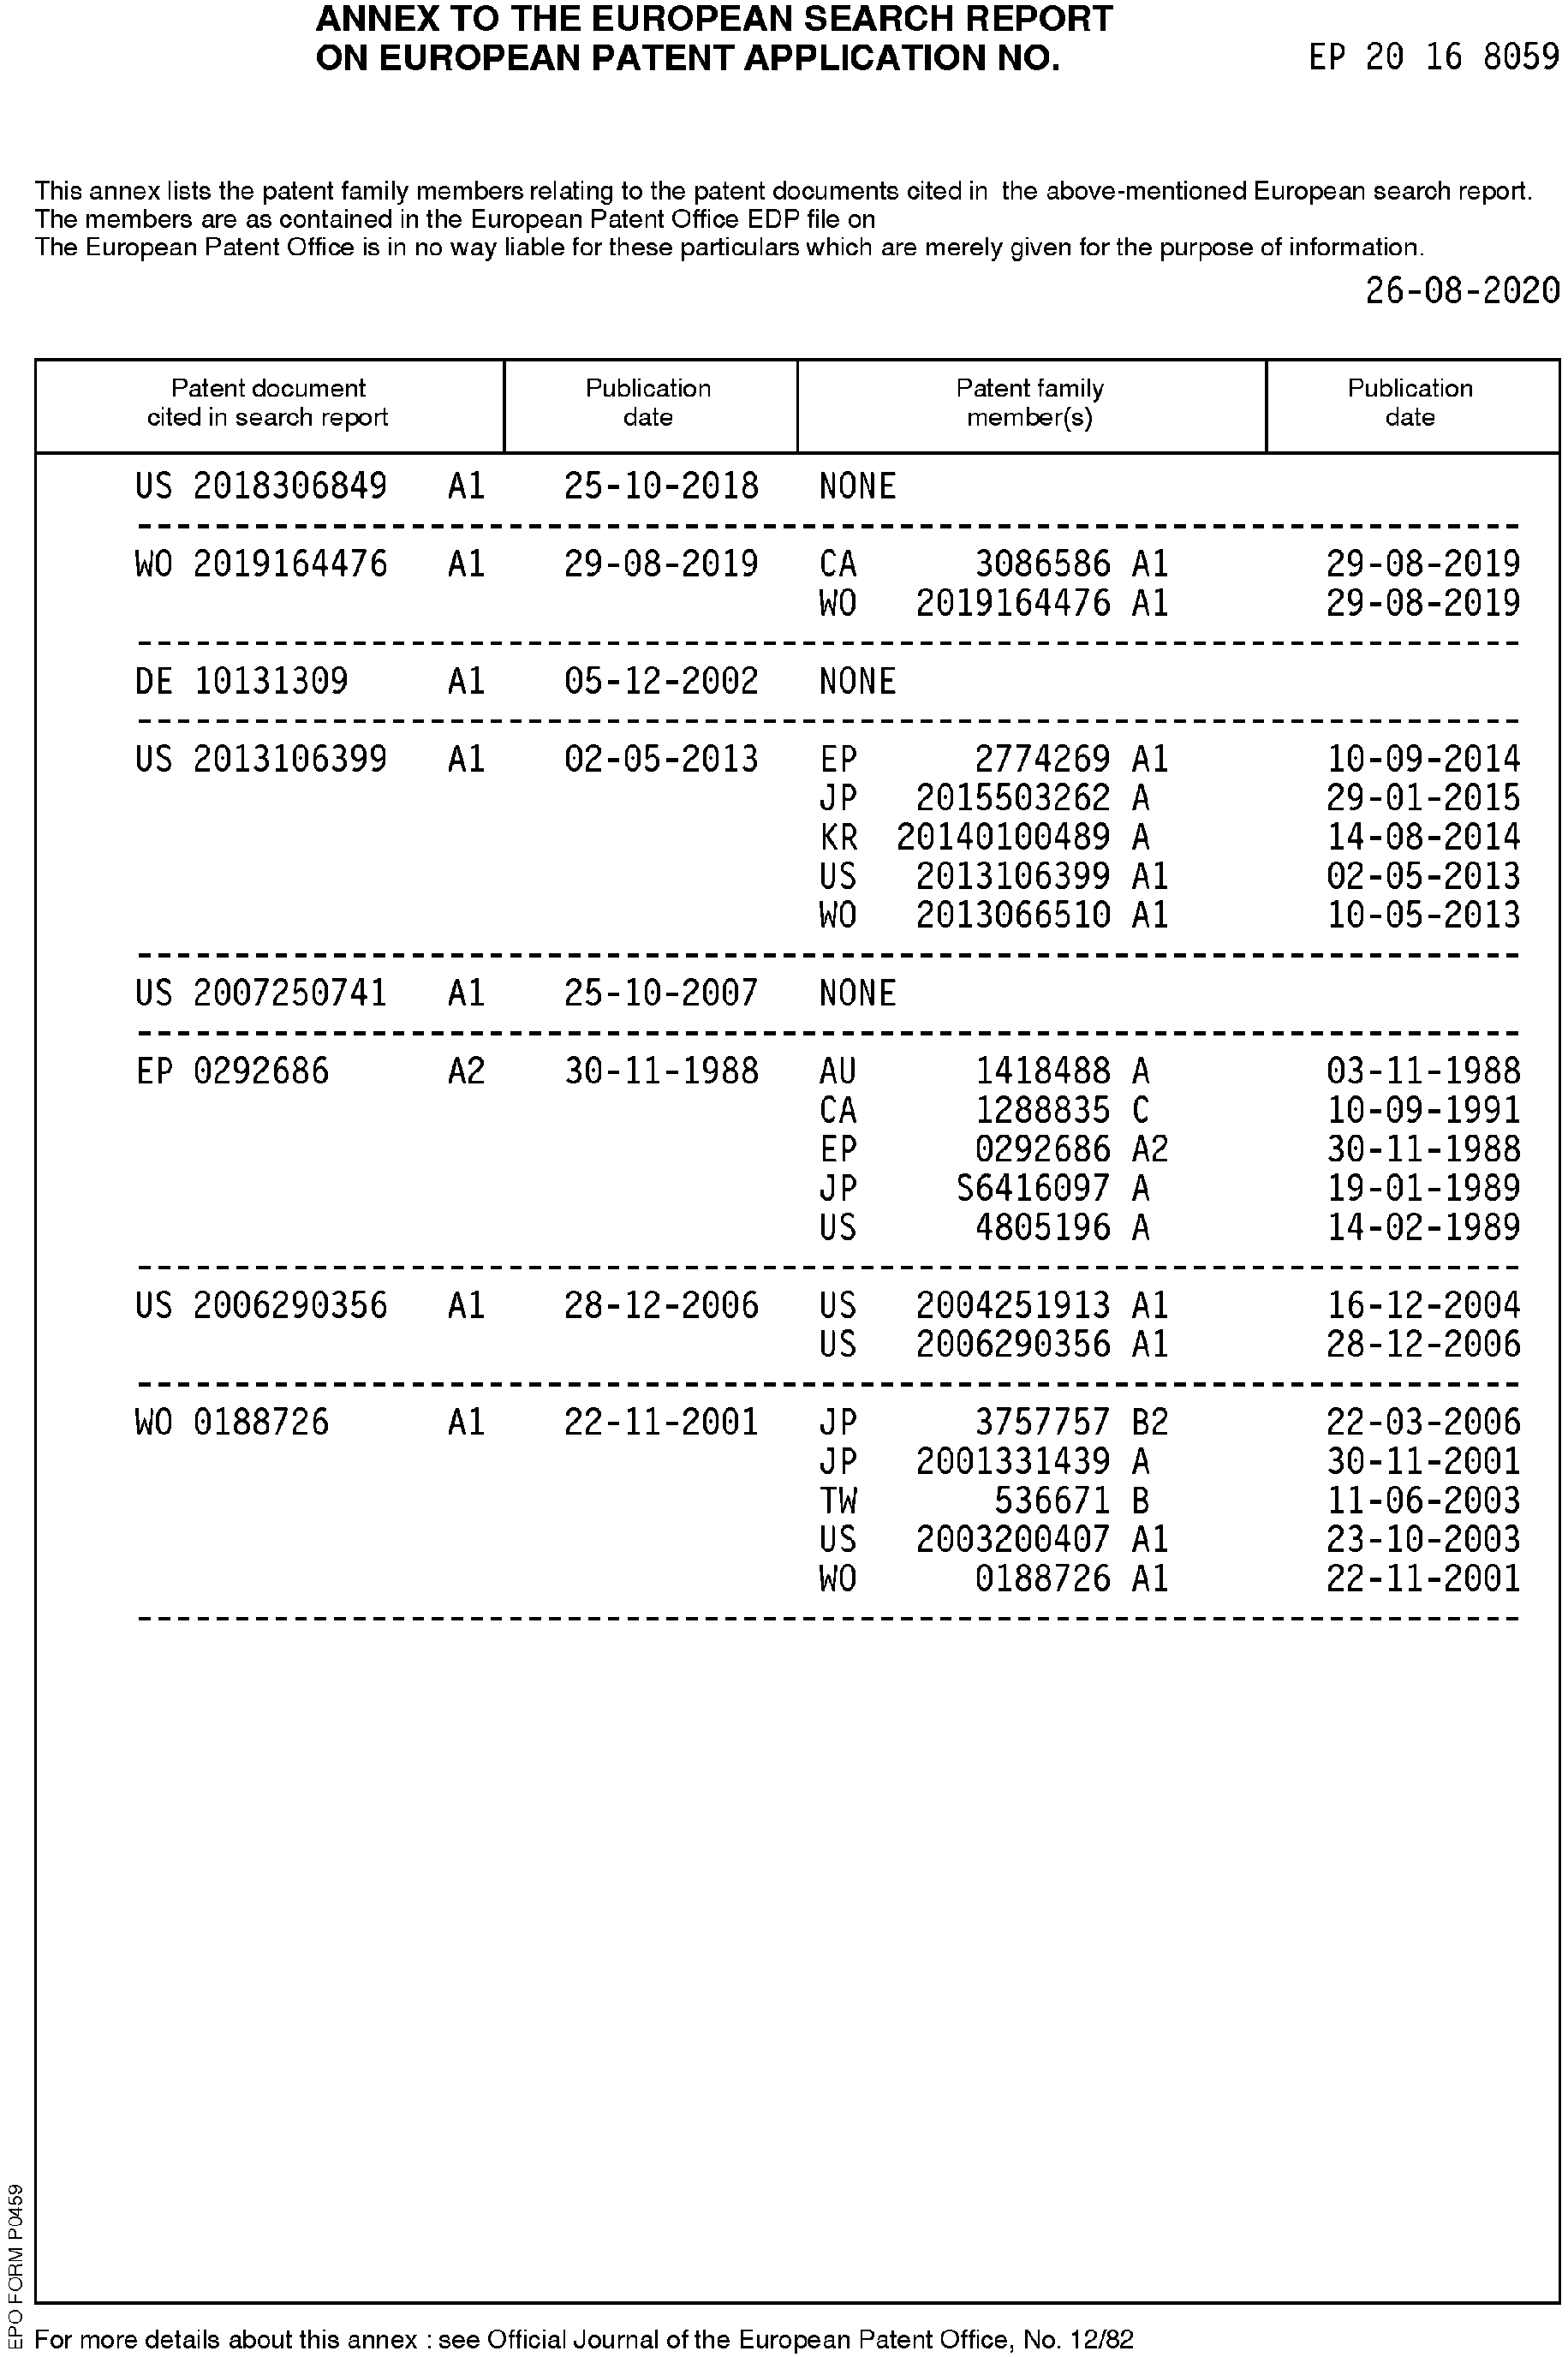 ANNEX TO THE EUROPEAN SEARCH REPORT
ON EUROPEAN PATENT APPLICATION NO. EP 20 16 8059
This annex lists the patent family members relating to the patent documents cited in the above-mentioned European search report.
The members are as contained in the European Patent Office EDP file on
The European Patent Office is in no way liable for these particulars which are merely given for the purpose of information.
26-08-2020
Patent document cited in search report | Publication date | Patent family member(s) | Publication date
US 2018306849 A1 25-10-2018 NONE
WO 2019164476 A1 29-08-2019 CA 3086586 A1 29-08-2019
WO 2019164476 A1 29-08-2019
DE 10131309 A1 05-12-2002 NONE
US 2013106399 A1 02-05-2013 EP 2774269 A1 10-09-2014
JP 2015503262 A 29-01-2015
KR 20140100489 A 14-08-2014
US 2013106399 A1 02-05-2013
WO 2013066510 A1 10-05-2013
US 2007250741 A1 25-10-2007 NONE
EP 0292686 A2 30-11-1988 AU 1418488 A 03-11-1988
CA 1288835 C 10-09-1991
EP 0292686 A2 30-11-1988
JP S6416097 A 19-01-1989
US 4805196 A 14-02-1989
US 2006290356 A1 28-12-2006 US 2004251913 A1 16-12-2004
US 2006290356 A1 28-12-2006
WO 0188726 A1 22-11-2001 JP 3757757 B2 22-03-2006
JP 2001331439 A 30-11-2001
TW 536671 B 11-06-2003
US 2003200407 A1 23-10-2003
WO 0188726 A1 22-11-2001
EPO FORM P0459
For more details about this annex : see Official Journal of the European Patent Office, No. 12/82